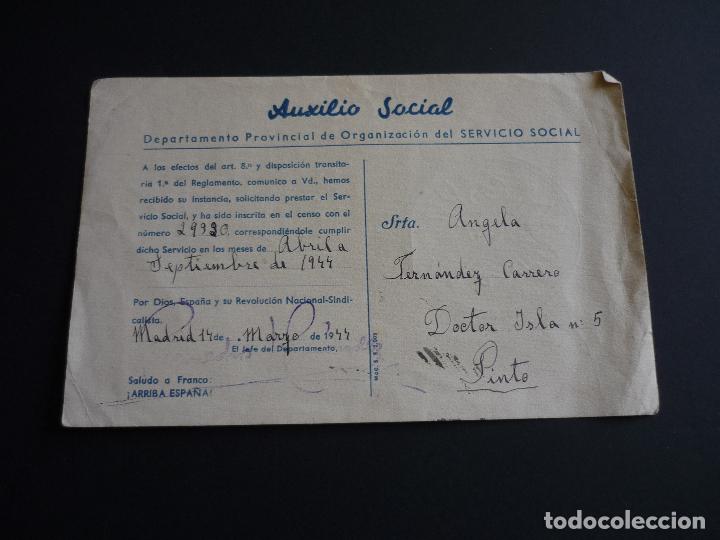 Auxilio Social
Departamento Provincial de Organización del SERVICIO SOCIAL
A los efectos del art. 8.º y disposición transito-
ria 1.ª del Reglamento, comunico a Vd., hemos
recibido su instancia, solicitando prestar el Ser-
vicio Social, y ha sido inscrita en el censo con el
número 29920, correspondiéndole cumplir
dicho Servicio en los meses de Abril a
Septiembre de 1944
Por Dios, España y su Revolución Nacional-Sindi-
calista.
Madrid 14 de Marzo de 1944
El Jefe del Departamento,
Saludo a Franco:
¡ARRIBA ESPAÑA!
Srta. Angela
Fernández Carrero
Doctor Isla nº 5
Pinto
todocoleccion
todocoleccion.net